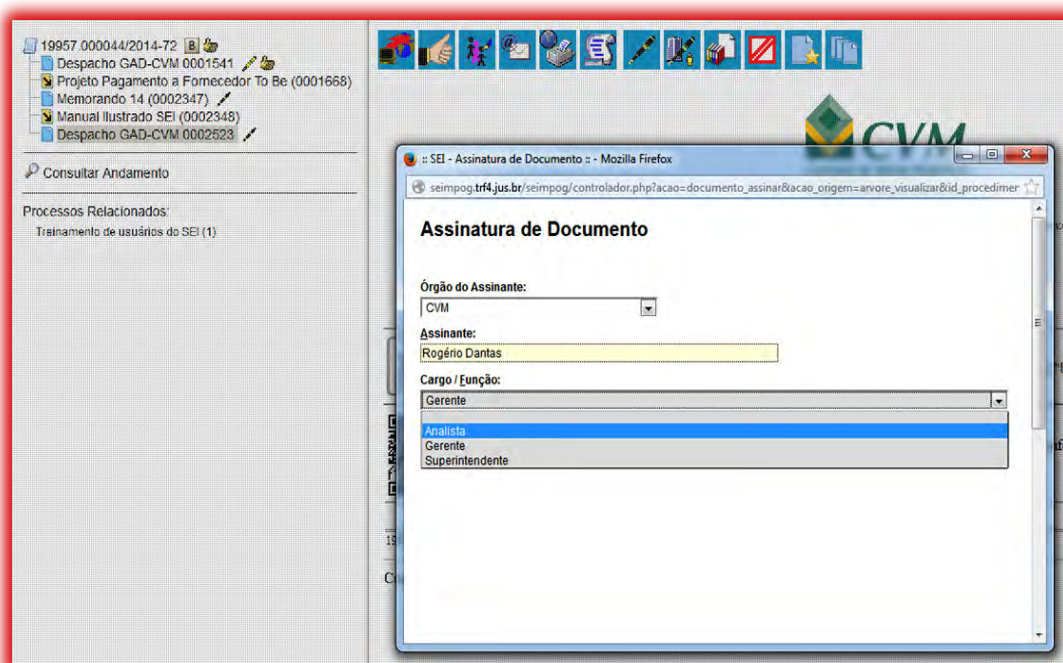 19957.000044/2014-72 B
Despacho GAD-CVM 0001541
Projeto Pagamento a Fornecedor To Be (0001668)
Memorando 14 (0002347)
Manual Ilustrado SEI (0002348)
Despacho GAD-CVM 0002523
Consultar Andamento
Processos Relacionados:
Treinamento de usuários do SEI (1)
CVM
:: SEI - Assinatura de Documento :: - Mozilla Firefox
seimpog.trf4.jus.br/seimpog/controlador.php?acao=documento_assinar&acao_origem=arvore_visualizar&id_procedimer
Assinatura de Documento
Órgão do Assinante:
CVM
Assinante:
Rogério Dantas
Cargo / Função:
Gerente
Analista
Gerente
Superintendente